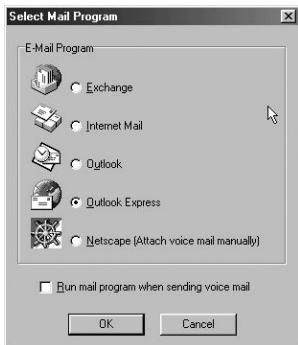 Select Mail Program
E-Mail Program
Exchange
Internet Mail
Outlook
Outlook Express
Netscape (Attach voice mail manually)
Run mail program when sending voice mail
OK
Cancel